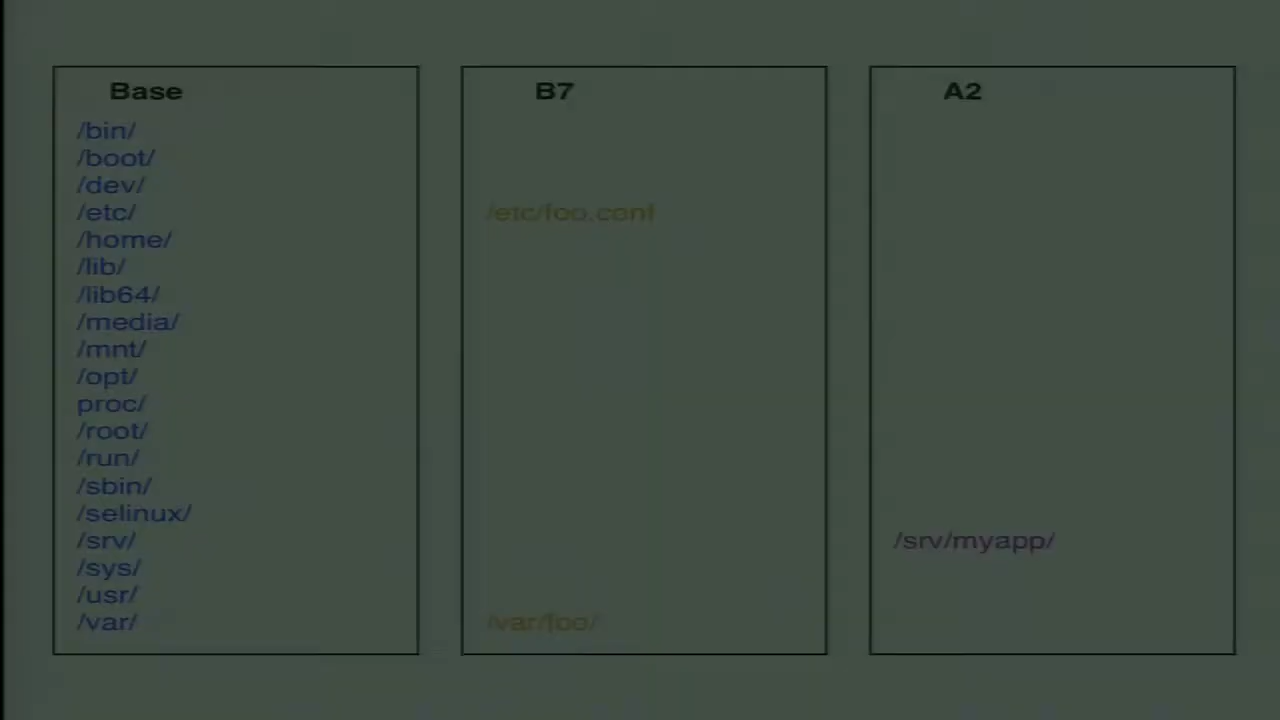 Base
/bin/
/boot/
/dev/
/etc/
/home/
/lib/
/lib64/
/media/
/mnt/
/opt/
proc/
/root/
/run/
/sbin/
/selinux/
/srv/
/sys/
/usr/
/var/
B7
/etc/foo.conf
/var/foo/
A2
/srv/myapp/